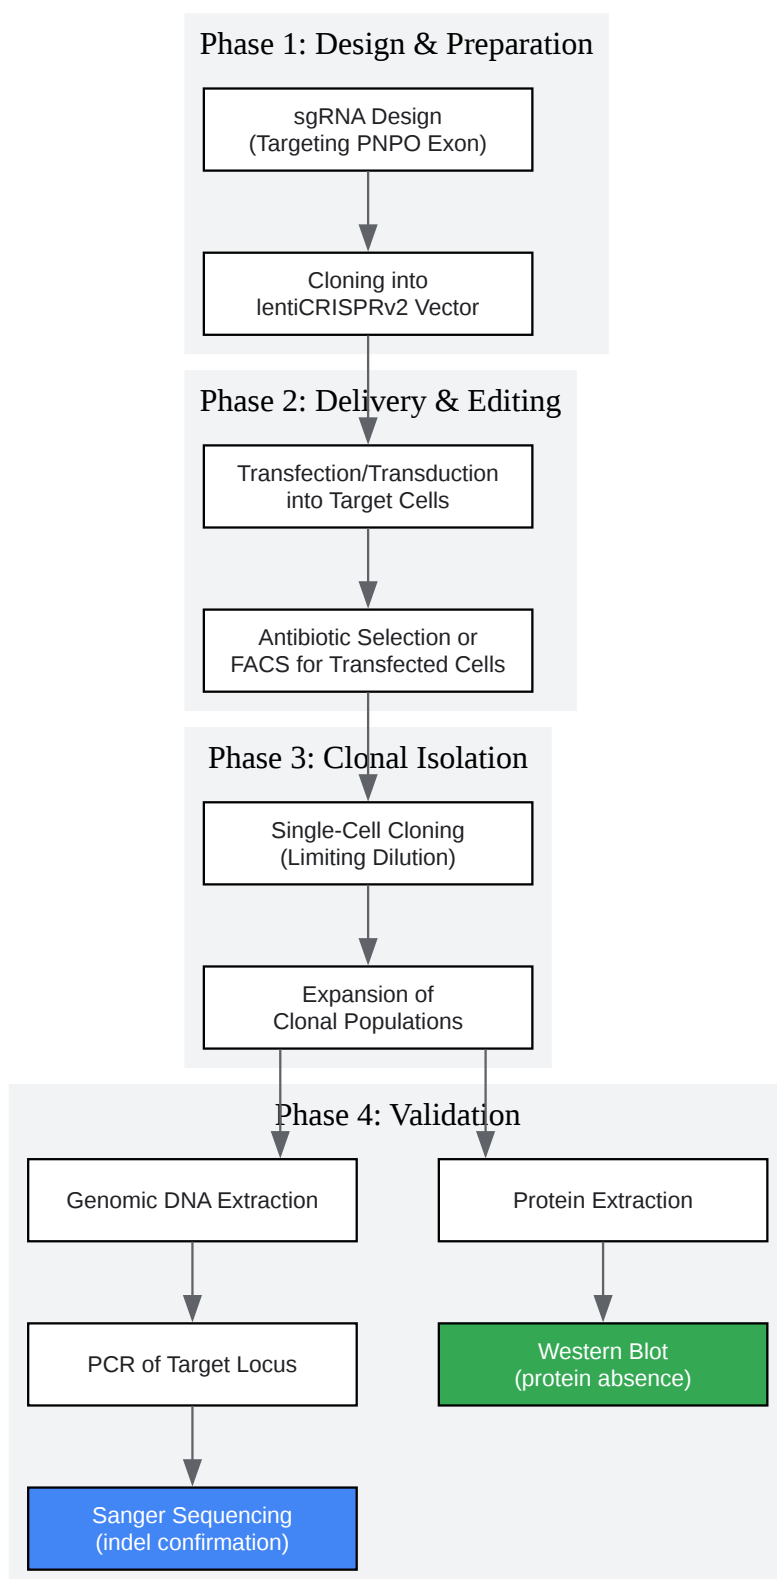 Phase 1: Design & Preparation
sgRNA Design
(Targeting PNPO Exon)
Cloning into
lentiCRISPRv2 Vector
Phase 2: Delivery & Editing
Transfection/Transduction
into Target Cells
Antibiotic Selection or
FACS for Transfected Cells
Phase 3: Clonal Isolation
Single-Cell Cloning
(Limiting Dilution)
Expansion of
Clonal Populations
Phase 4: Validation
Genomic DNA Extraction
Protein Extraction
PCR of Target Locus
Western Blot
(protein absence)
Sanger Sequencing
(indel confirmation)